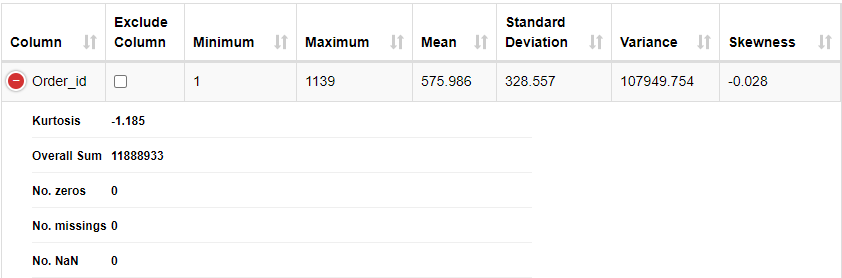 Column Exclude Column Minimum Maximum Mean Standard Deviation Variance Skewness
Order_id 1 1139 575.986 328.557 107949.754 -0.028
Kurtosis -1.185
Overall Sum 11888933
No. zeros 0
No. missings 0
No. NaN 0